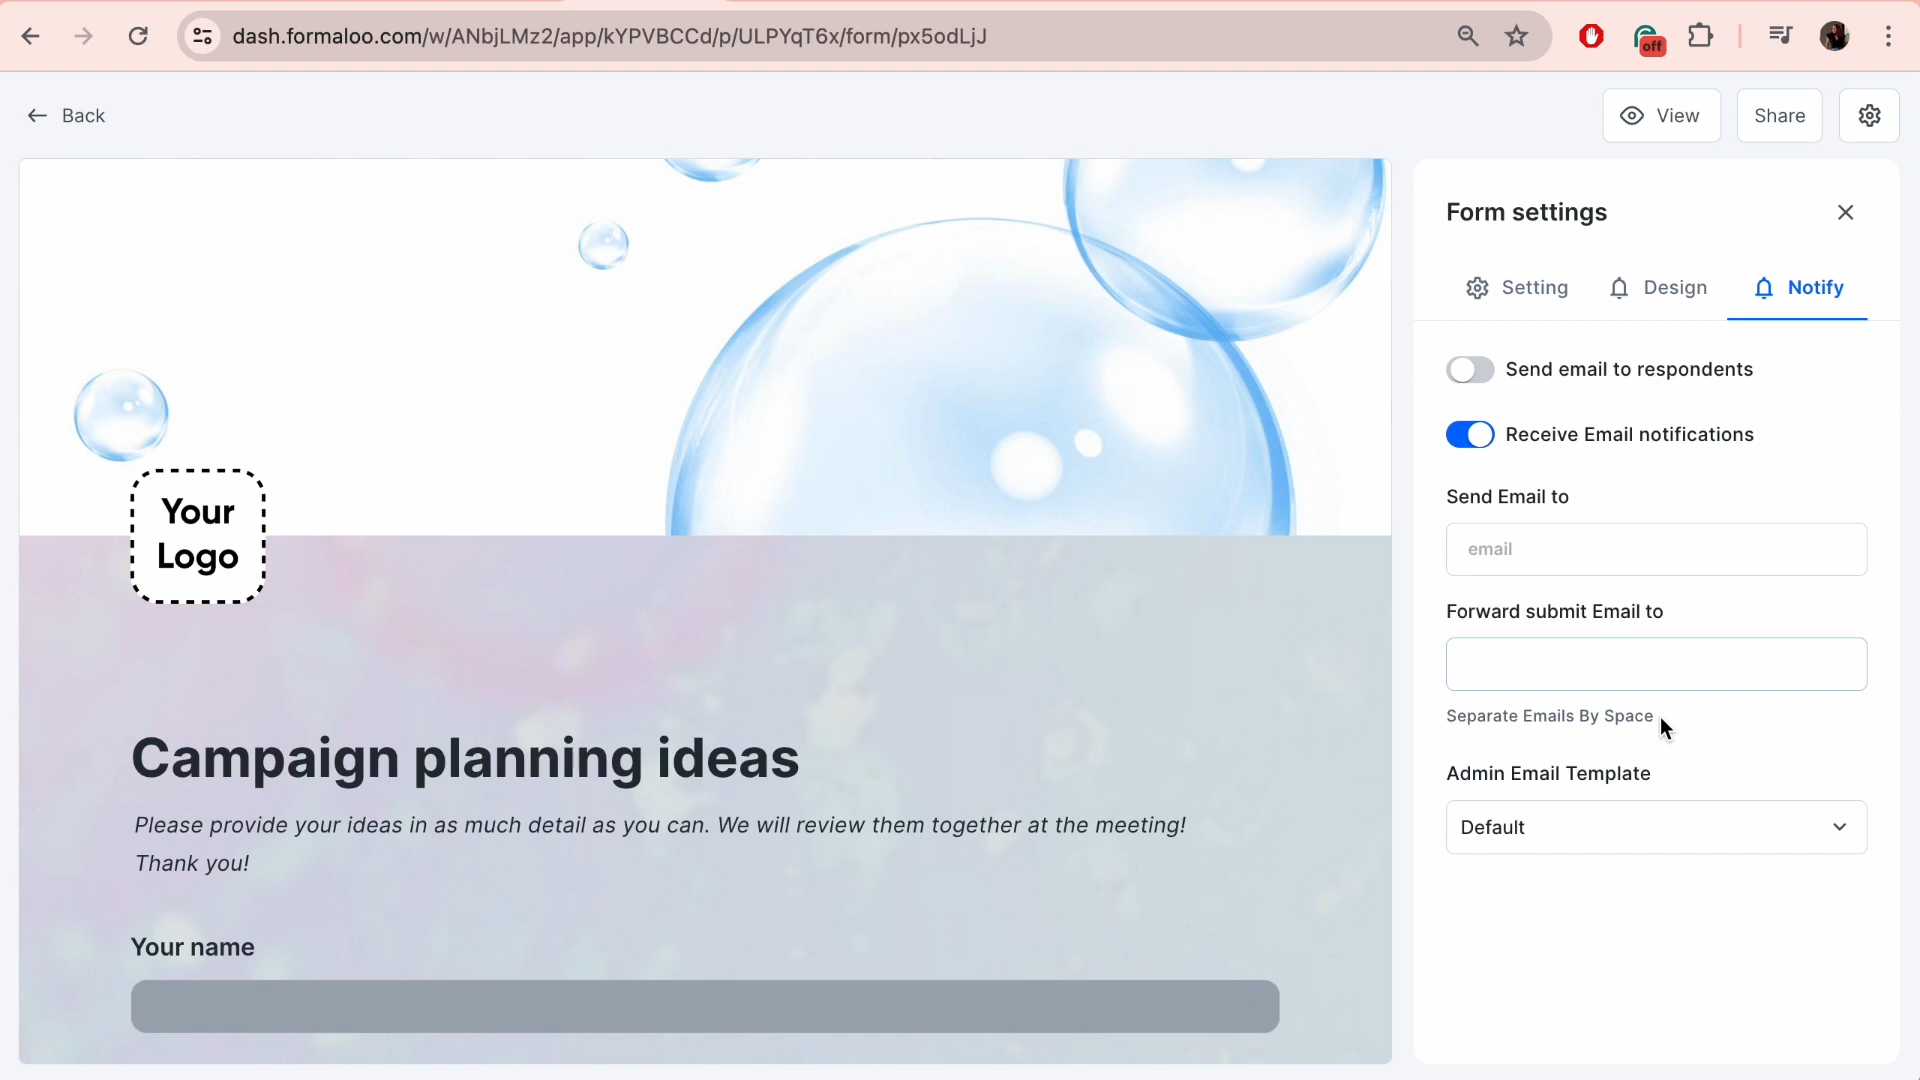 dash.formaloo.com/w/ANbjLMz2/app/kYPVBCCd/p/ULPYqT6x/form/px5odLjJ
off
Back
View
Share
Your
Logo
Campaign planning ideas
Please provide your ideas in as much detail as you can. We will review them together at the meeting!
Thank you!
Your name
Form settings
Setting
Design
Notify
Send email to respondents
Receive Email notifications
Send Email to
email
Forward submit Email to
Separate Emails By Space
Admin Email Template
Default